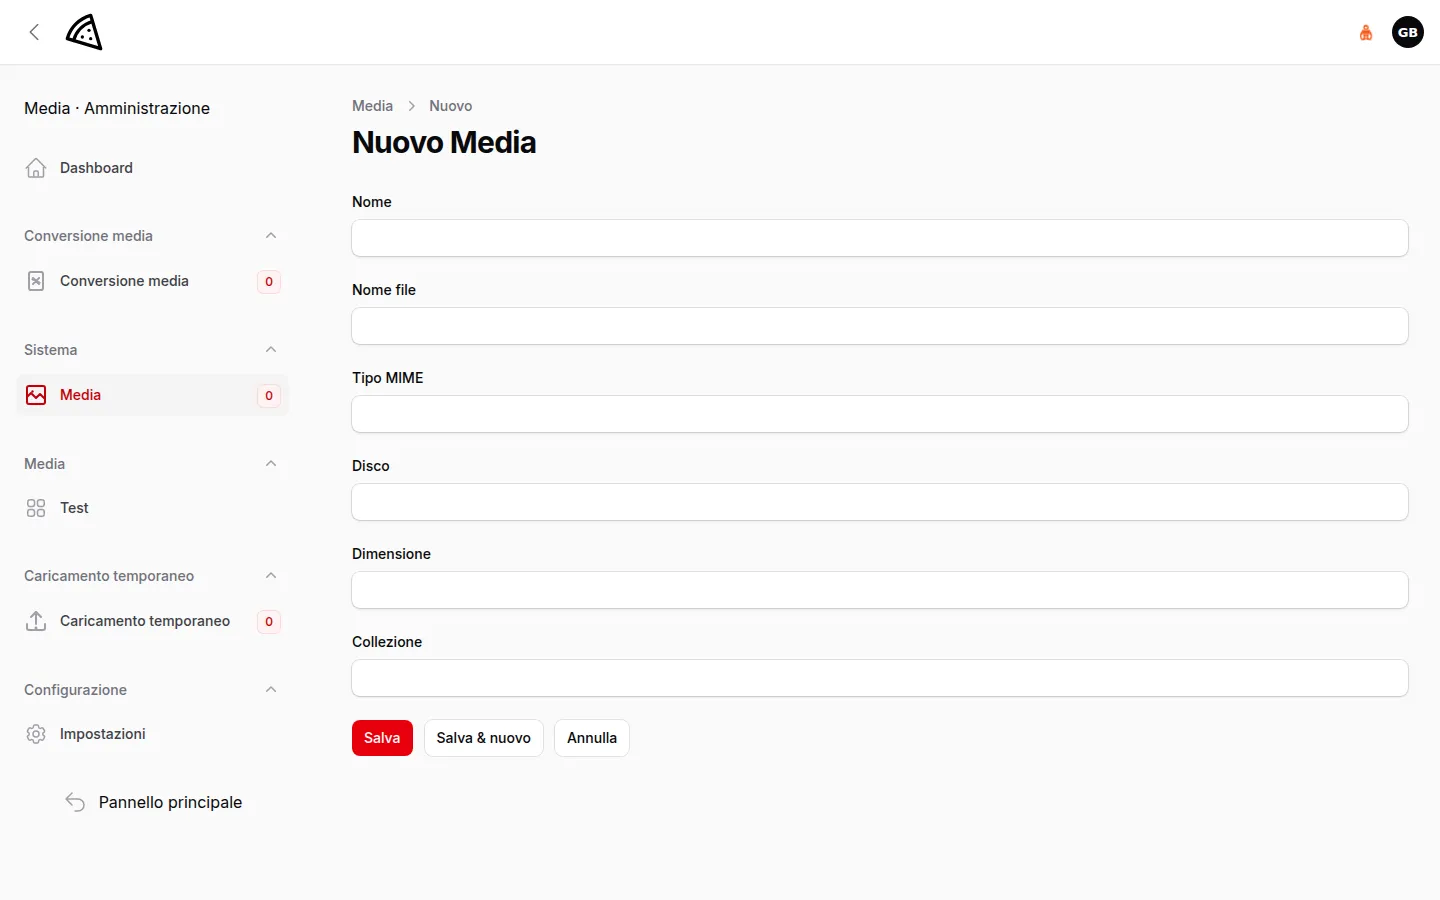 GB
Media · Amministrazione
Dashboard
Conversione media
Conversione media 0
Sistema
Media 0
Media
Test
Caricamento temporaneo
Caricamento temporaneo 0
Configurazione
Impostazioni
Pannello principale
Media Nuovo
Nuovo Media
Nome
Nome file
Tipo MIME
Disco
Dimensione
Collezione
Salva Salva & nuovo Annulla